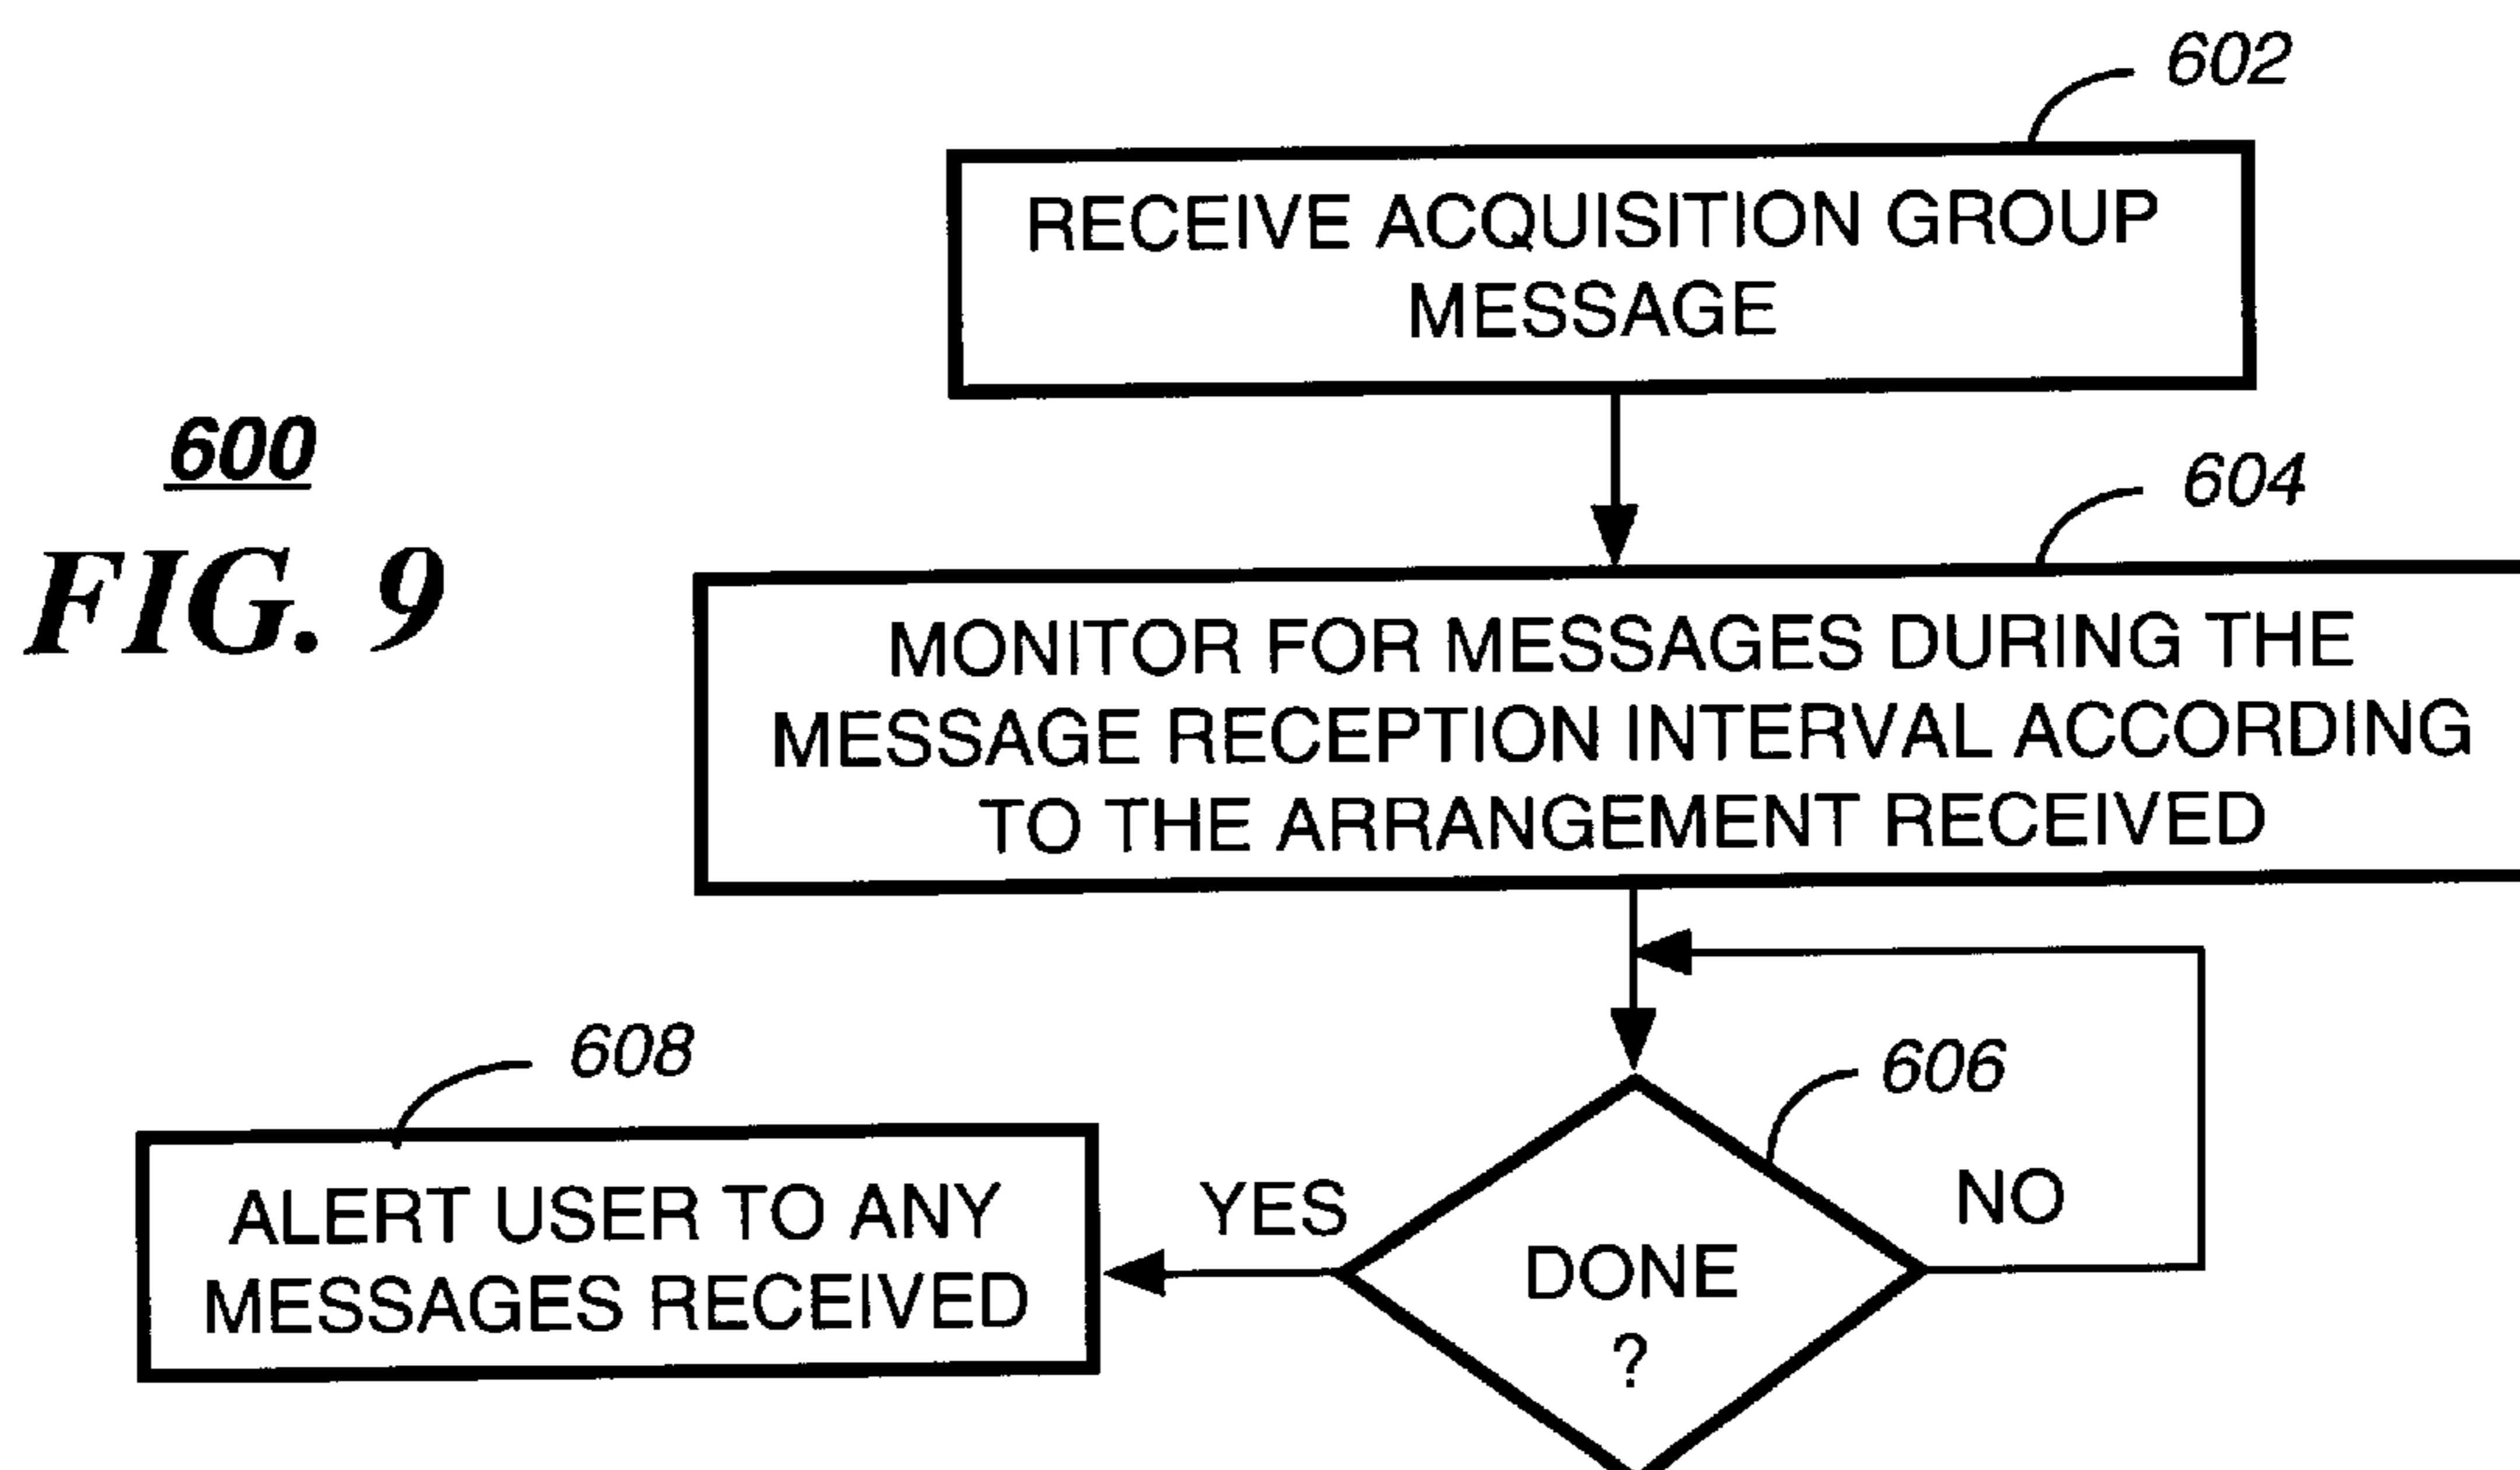 602
RECEIVE ACQUISITION GROUP
MESSAGE
600
FIG. 9
604
MONITOR FOR MESSAGES DURING THE
MESSAGE RECEPTION INTERVAL ACCORDING
TO THE ARRANGEMENT RECEIVED
608
606
ALERT USER TO ANY
MESSAGES RECEIVED
YES
NO
DONE
?